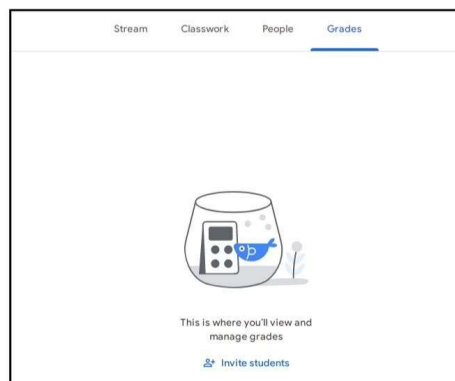 Stream Classwork People Grades
This is where you'll view and
manage grades
Invite students